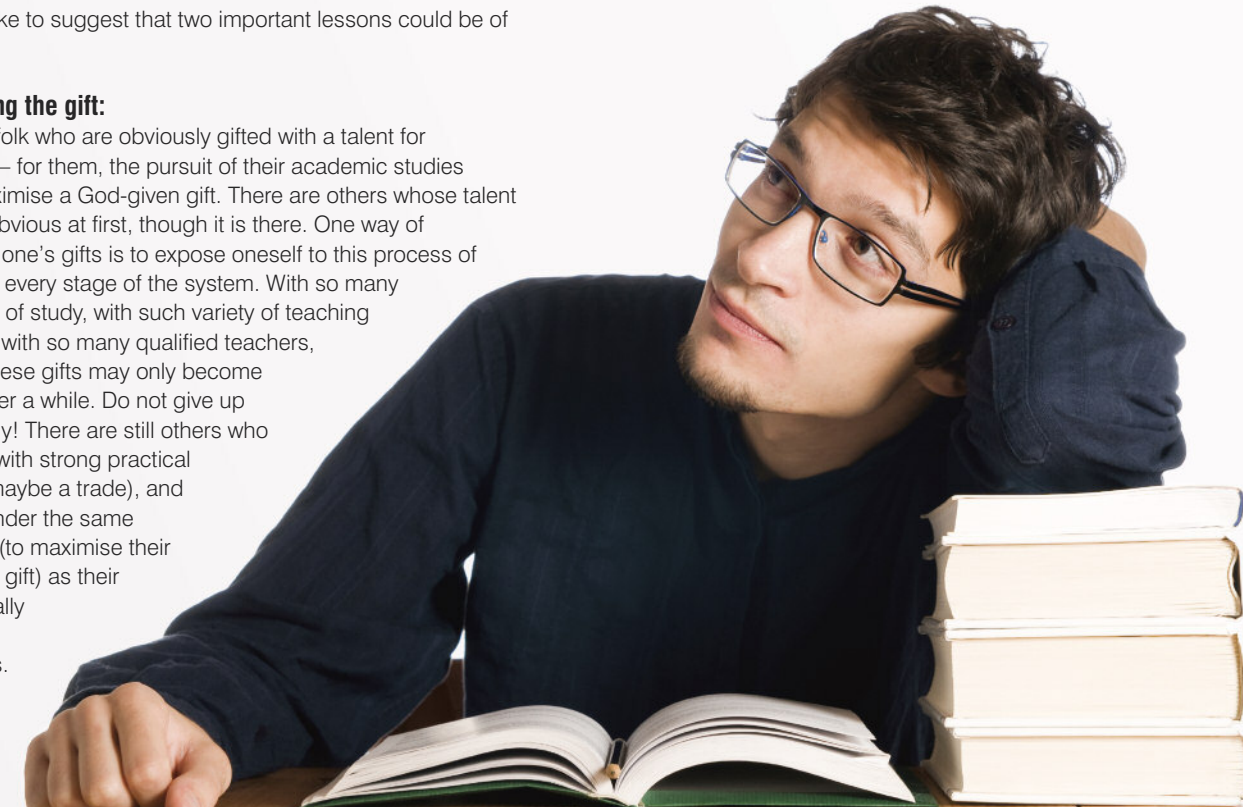 ke to suggest that two important lessons could be of
ng the gift:
folk who are obviously gifted with a talent for
– for them, the pursuit of their academic studies
ximise a God-given gift. There are others whose talent
bvious at first, though it is there. One way of
one’s gifts is to expose oneself to this process of
every stage of the system. With so many
of study, with such variety of teaching
with so many qualified teachers,
ese gifts may only become
er a while. Do not give up
y! There are still others who
with strong practical
maybe a trade), and
nder the same
(to maximise their
gift) as their
ally
s.